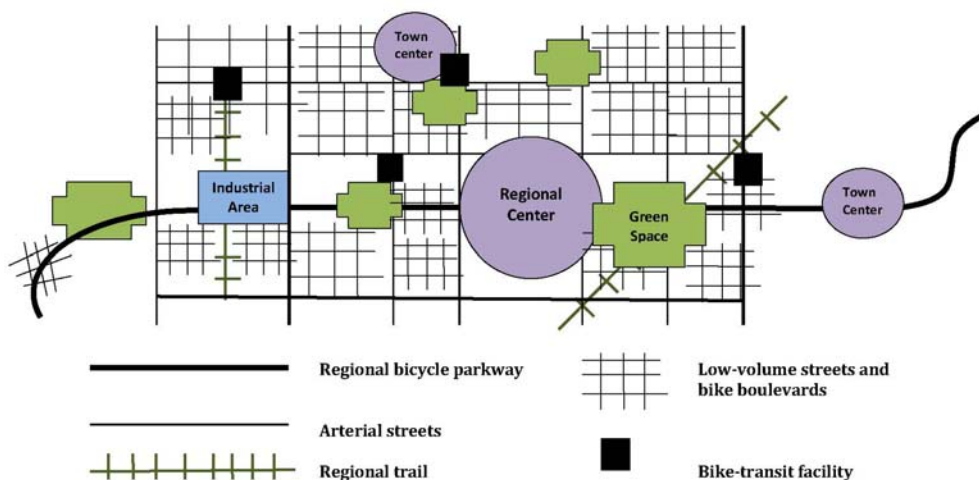 Town
center
Industrial
Area
Regional
Center
Green
Space
Town
Center
Regional bicycle parkway
Low-volume streets and
bike boulevards
Arterial streets
Regional trail
Bike-transit facility